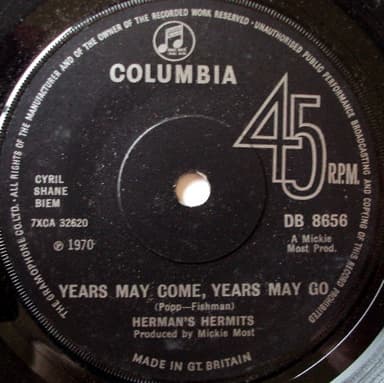 THE GRAMOPHONE CO. LTD. · ALL RIGHTS OF THE MANUFACTURER AND OF THE OWNER OF THE RECORDED WORK RESERVED · UNAUTHORISED PUBLIC PERFORMANCE BROADCASTING AND COPYING OF THIS RECORD PROHIBITED
COLUMBIA
45 R.P.M.
CYRIL
SHANE
BIEM
7XCA 32620
℗ 1970
DB 8656
A Mickie
Most Prod.
YEARS MAY COME, YEARS MAY GO
(Popp—Fishman)
HERMAN'S HERMITS
Produced by Mickie Most
MADE IN GT. BRITAIN